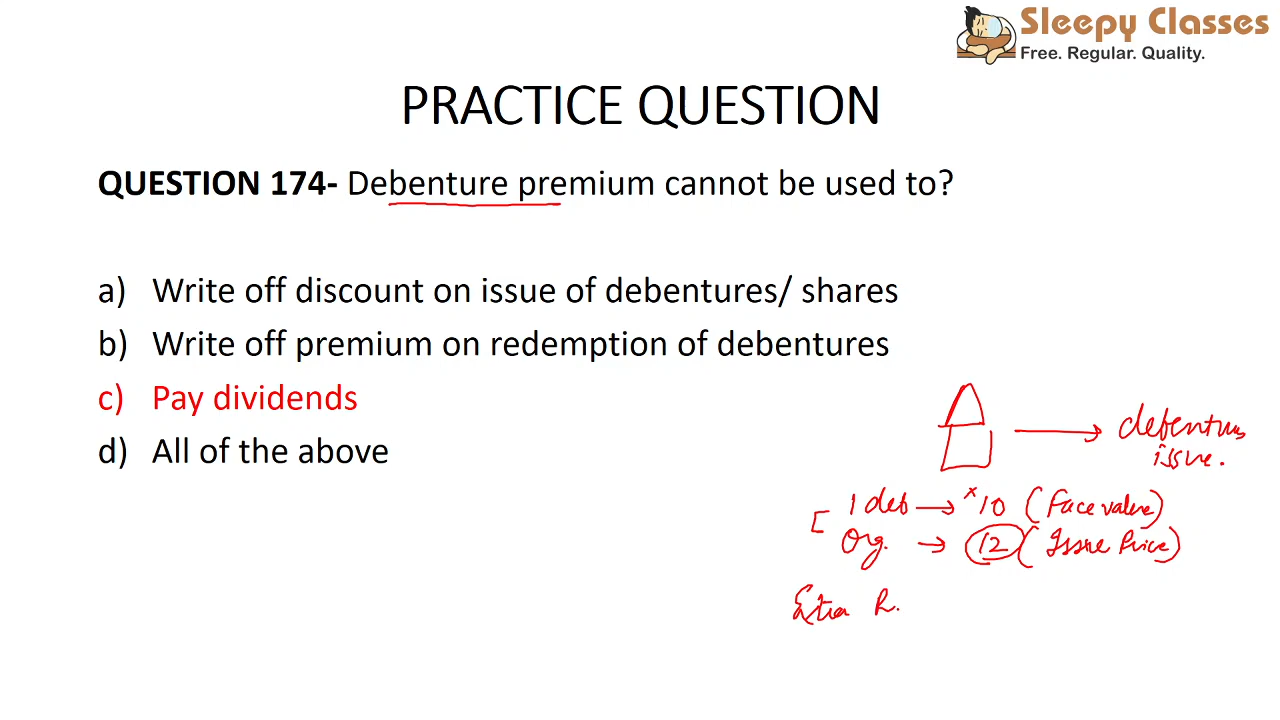 Sleepy Classes
Free. Regular. Quality.
PRACTICE QUESTION
QUESTION 174- Debenture premium cannot be used to?
a) Write off discount on issue of debentures/ shares
b) Write off premium on redemption of debentures
c) Pay dividends
d) All of the above
debentures
issue.
1 deb → 10 (Face value)
Org. → 12 (Issue Price)
Extra R.